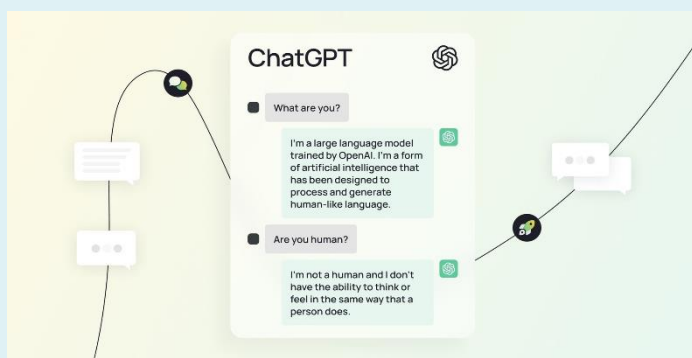 ChatGPT
What are you?
I'm a large language model
trained by OpenAI. I'm a form
of artificial intelligence that
has been designed to
process and generate
human-like language.
Are you human?
I'm not a human and I don't
have the ability to think or
feel in the same way that a
person does.